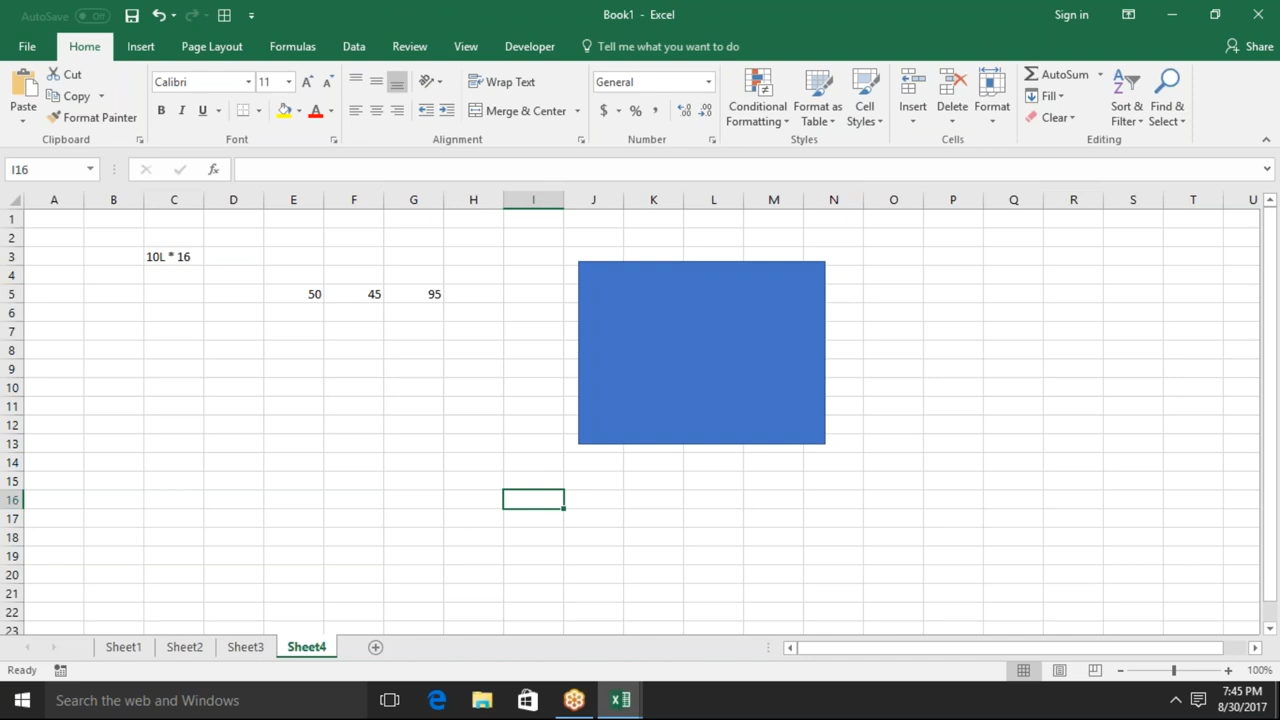 AutoSave Off
Book1 - Excel
Sign in
File Home Insert Page Layout Formulas Data Review View Developer Tell me what you want to do Share
Paste
Cut
Copy
Format Painter
Clipboard
Calibri 11
B I U
Font
Wrap Text
Merge & Center
Alignment
General
$ % ,
Number
Conditional Formatting
Format as Table
Cell Styles
Styles
Insert
Delete
Format
Cells
AutoSum
Fill
Clear
Sort & Filter
Find & Select
Editing
I16
fx
A B C D E F G H I J K L M N O P Q R S T U
1
2
3 10L * 16
4
5 50 45 95
6
7
8
9
10
11
12
13
14
15
16
17
18
19
20
21
22
23
Sheet1 Sheet2 Sheet3 Sheet4
Ready
100%
Search the web and Windows
7:45 PM
8/30/2017